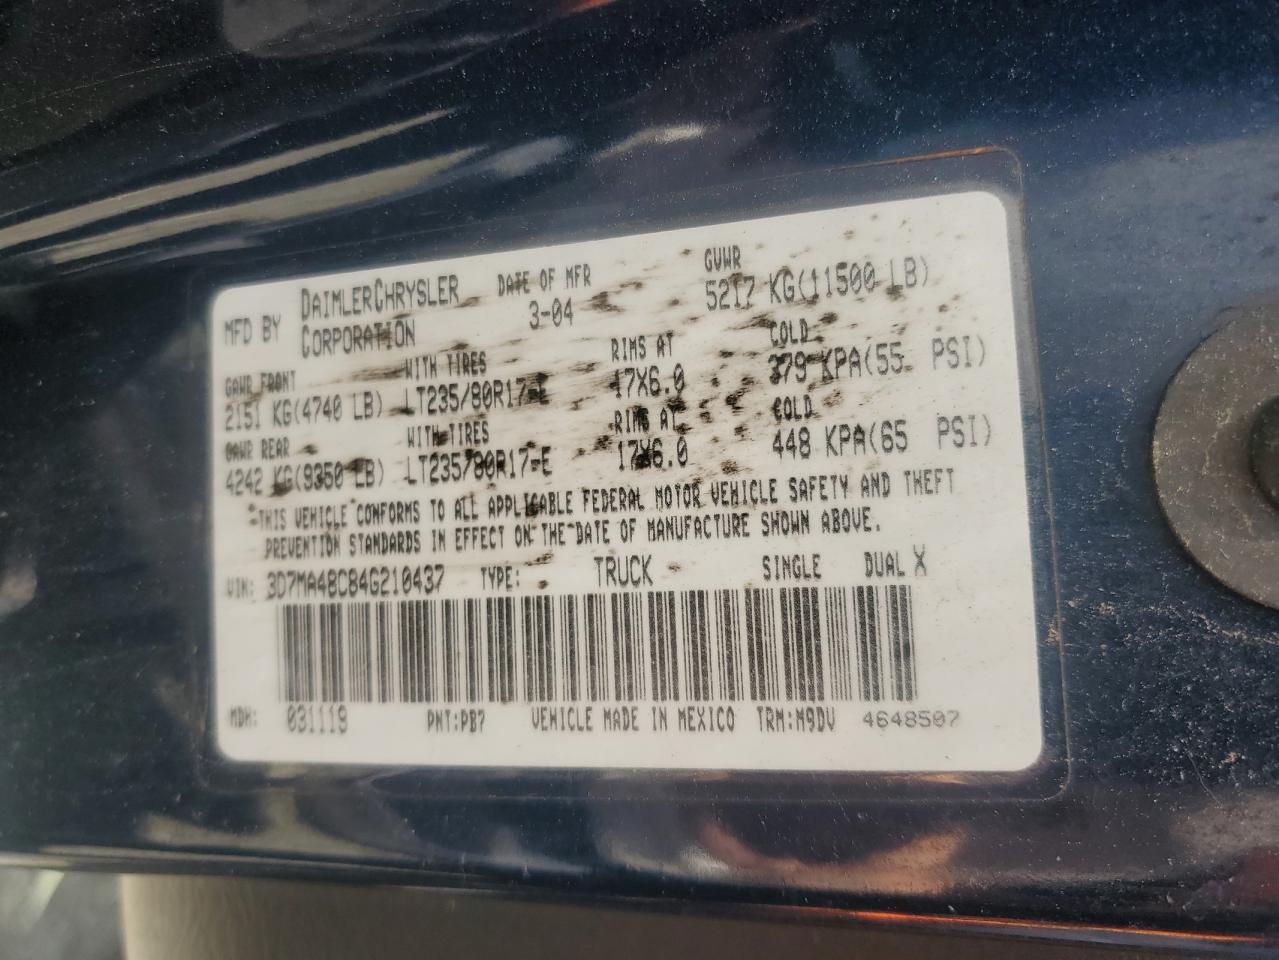 MFD BY DAIMLERCHRYSLER CORPORATION DATE OF MFR 3-04 GVWR 5217 KG(11500 LB)
GAWR FRONT WITH TIRES RIMS AT COLD
2151 KG(4740 LB) LT235/80R17-E 17X6.0 379 KPA(55 PSI)
GAWR REAR WITH TIRES RIMS AT COLD
4242 KG(9350 LB) LT235/80R17-E 17X6.0 448 KPA(65 PSI)
THIS VEHICLE CONFORMS TO ALL APPLICABLE FEDERAL MOTOR VEHICLE SAFETY AND THEFT
PREVENTION STANDARDS IN EFFECT ON THE DATE OF MANUFACTURE SHOWN ABOVE.
VIN: 3D7MA48C84G210437 TYPE: TRUCK SINGLE DUAL X
MDH: 031119 PNT:PB7 VEHICLE MADE IN MEXICO TRM:M9DV 4648507